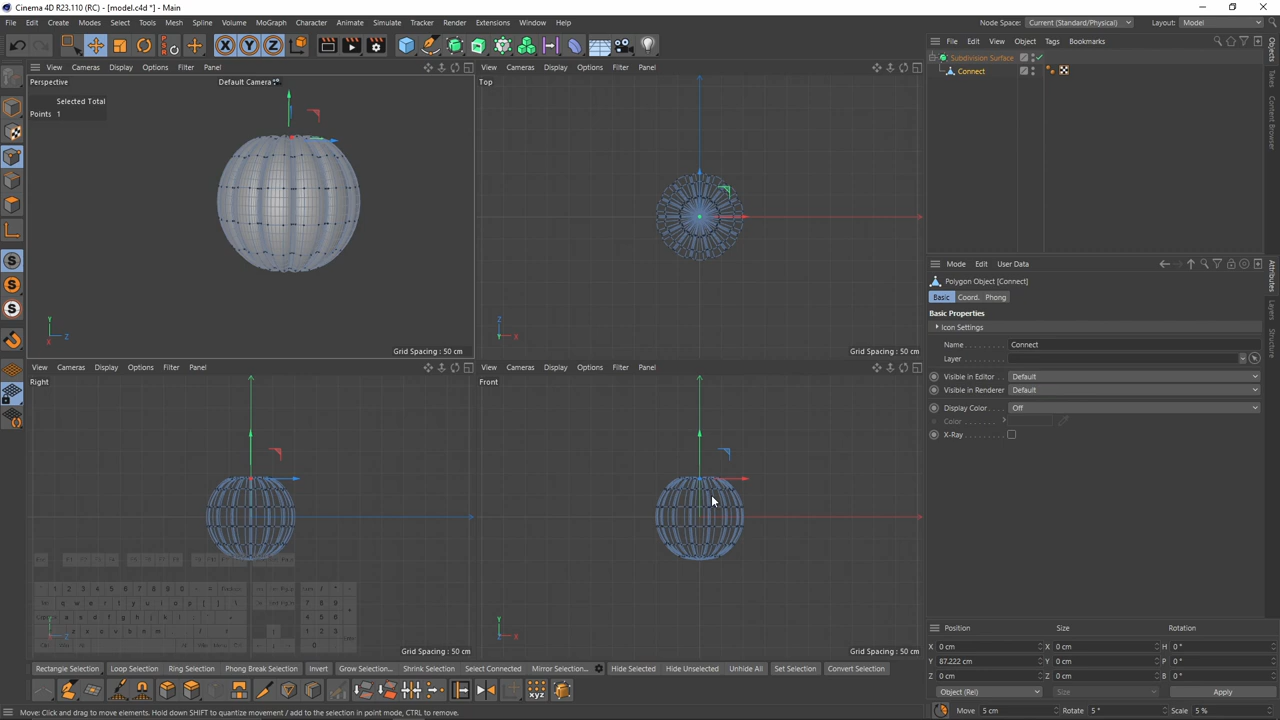 Cinema 4D R23.110 (RC) - [model.c4d *] - Main
File Edit Create Modes Select Tools Mesh Spline Volume MoGraph Character Animate Simulate Tracker Render Extensions Window Help
Node Space: Current (Standard/Physical) Layout: Model
View Cameras Display Options Filter Panel
View Cameras Display Options Filter Panel
File Edit View Object Tags Bookmarks
Subdivision Surface
Connect
Perspective Default Camera
Selected Total
Points 1
Grid Spacing : 50 cm
Top
Grid Spacing : 50 cm
Y
Z
X
Z
Y
X
Objects
Takes
Content Browser
Mode Edit User Data
Polygon Object [Connect]
Basic Coord. Phong
Basic Properties
Icon Settings
Name Connect
Layer
Visible in Editor Default
Visible in Renderer Default
Display Color Off
Color
X-Ray
Attributes
Layers
Structure
View Cameras Display Options Filter Panel
View Cameras Display Options Filter Panel
Right
Grid Spacing : 50 cm
Front
Grid Spacing : 50 cm
Position Size Rotation
X 0 cm X 0 cm H 0 °
Y 87.222 cm Y 0 cm P 0 °
Z 0 cm Z 0 cm B 0 °
Object (Rel) Size Apply
Move 5 cm Rotate 5 ° Scale 5 %
Rectangle Selection Loop Selection Ring Selection Phong Break Selection Invert Grow Selection... Shrink Selection Select Connected Mirror Selection... Hide Selected Hide Unselected Unhide All Set Selection Convert Selection
Move: Click and drag to move elements. Hold down SHIFT to quantize movement / add to the selection in point mode, CTRL to remove.